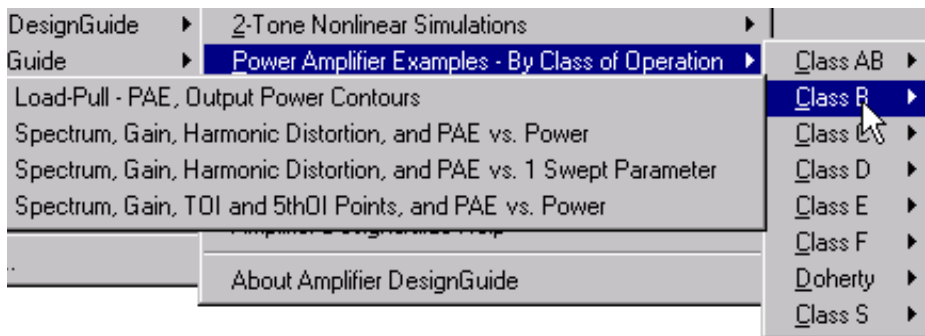 DesignGuide
Guide
2-Tone Nonlinear Simulations
Power Amplifier Examples - By Class of Operation
Load-Pull - PAE, Output Power Contours
Spectrum, Gain, Harmonic Distortion, and PAE vs. Power
Spectrum, Gain, Harmonic Distortion, and PAE vs. 1 Swept Parameter
Spectrum, Gain, TOI and 5thOI Points, and PAE vs. Power
About Amplifier DesignGuide
Class AB
Class B
Class C
Class D
Class E
Class F
Doherty
Class S